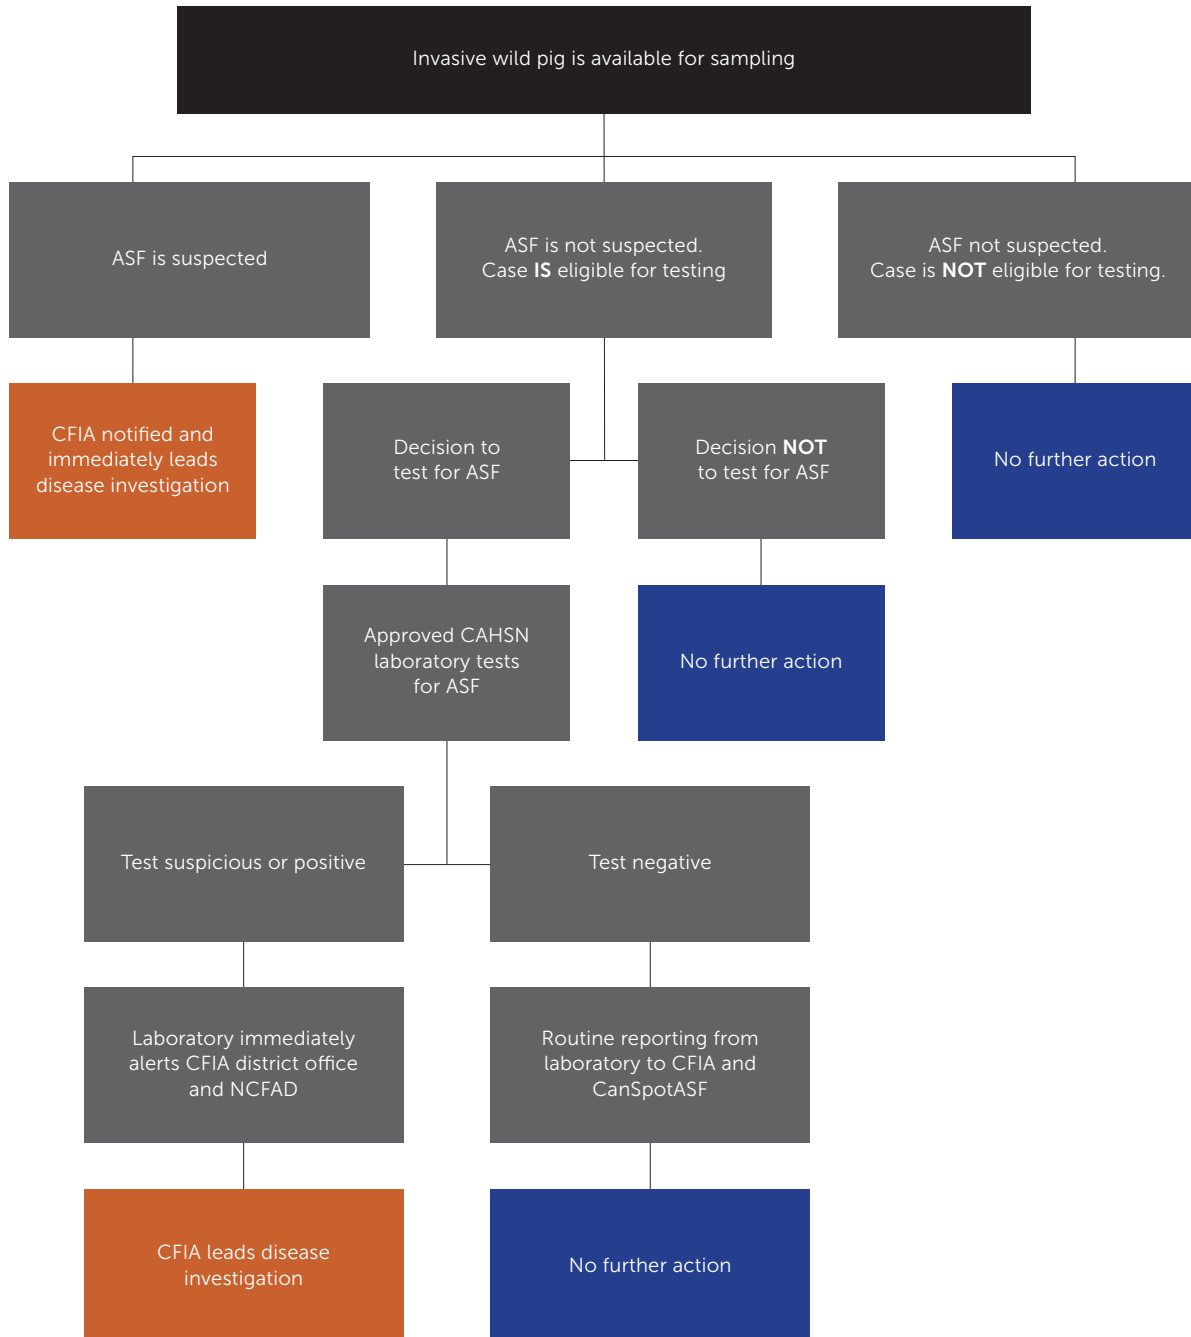 Invasive wild pig is available for sampling
ASF is suspected
ASF is not suspected.
Case IS eligible for testing
ASF not suspected.
Case is NOT eligible for testing.
CFIA notified and
immediately leads
disease investigation
Decision to
test for ASF
Decision NOT
to test for ASF
No further action
Approved CAHSN
laboratory tests
for ASF
No further action
Test suspicious or positive
Test negative
Laboratory immediately
alerts CFIA district office
and NCFAD
Routine reporting from
laboratory to CFIA and
CanSpotASF
CFIA leads disease
investigation
No further action